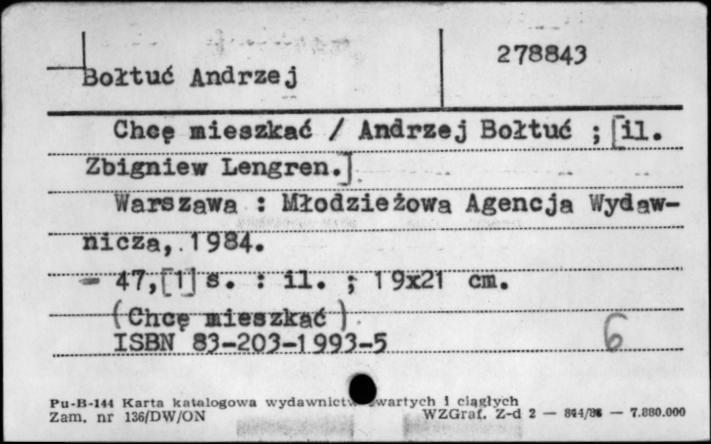 278843
Bołtuć Andrzej
Chcę mieszkać / Andrzej Bołtuć ; [il.
Zbigniew Lengren.]
Warszawa : Młodzieżowa Agencja Wydaw-
nicza, 1984.
- 47,[1] s. : il. ; 19x21 cm.
(Chcę mieszkać)
ISBN 83-203-1993-5
6
Pu-B-144 Karta katalogowa wydawnictw zwartych i ciągłych
Zam. nr 136/DW/ON WZGraf. Z-d 2 — — 7.880.000